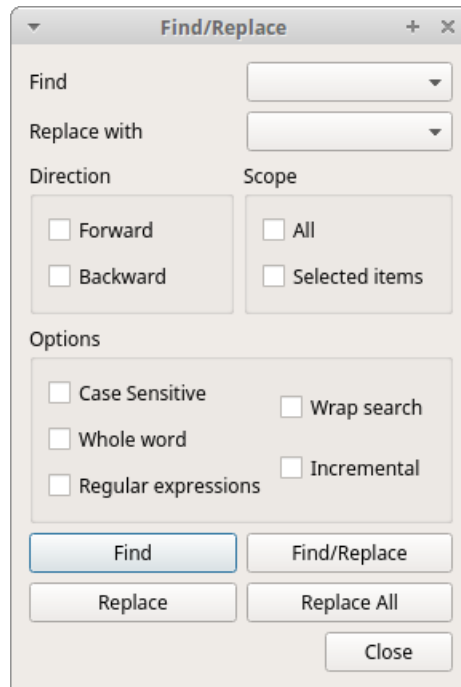 Find/Replace
Find
Replace with
Direction
Scope
Forward
Backward
All
Selected items
Options
Case Sensitive
Whole word
Regular expressions
Wrap search
Incremental
Find
Find/Replace
Replace
Replace All
Close